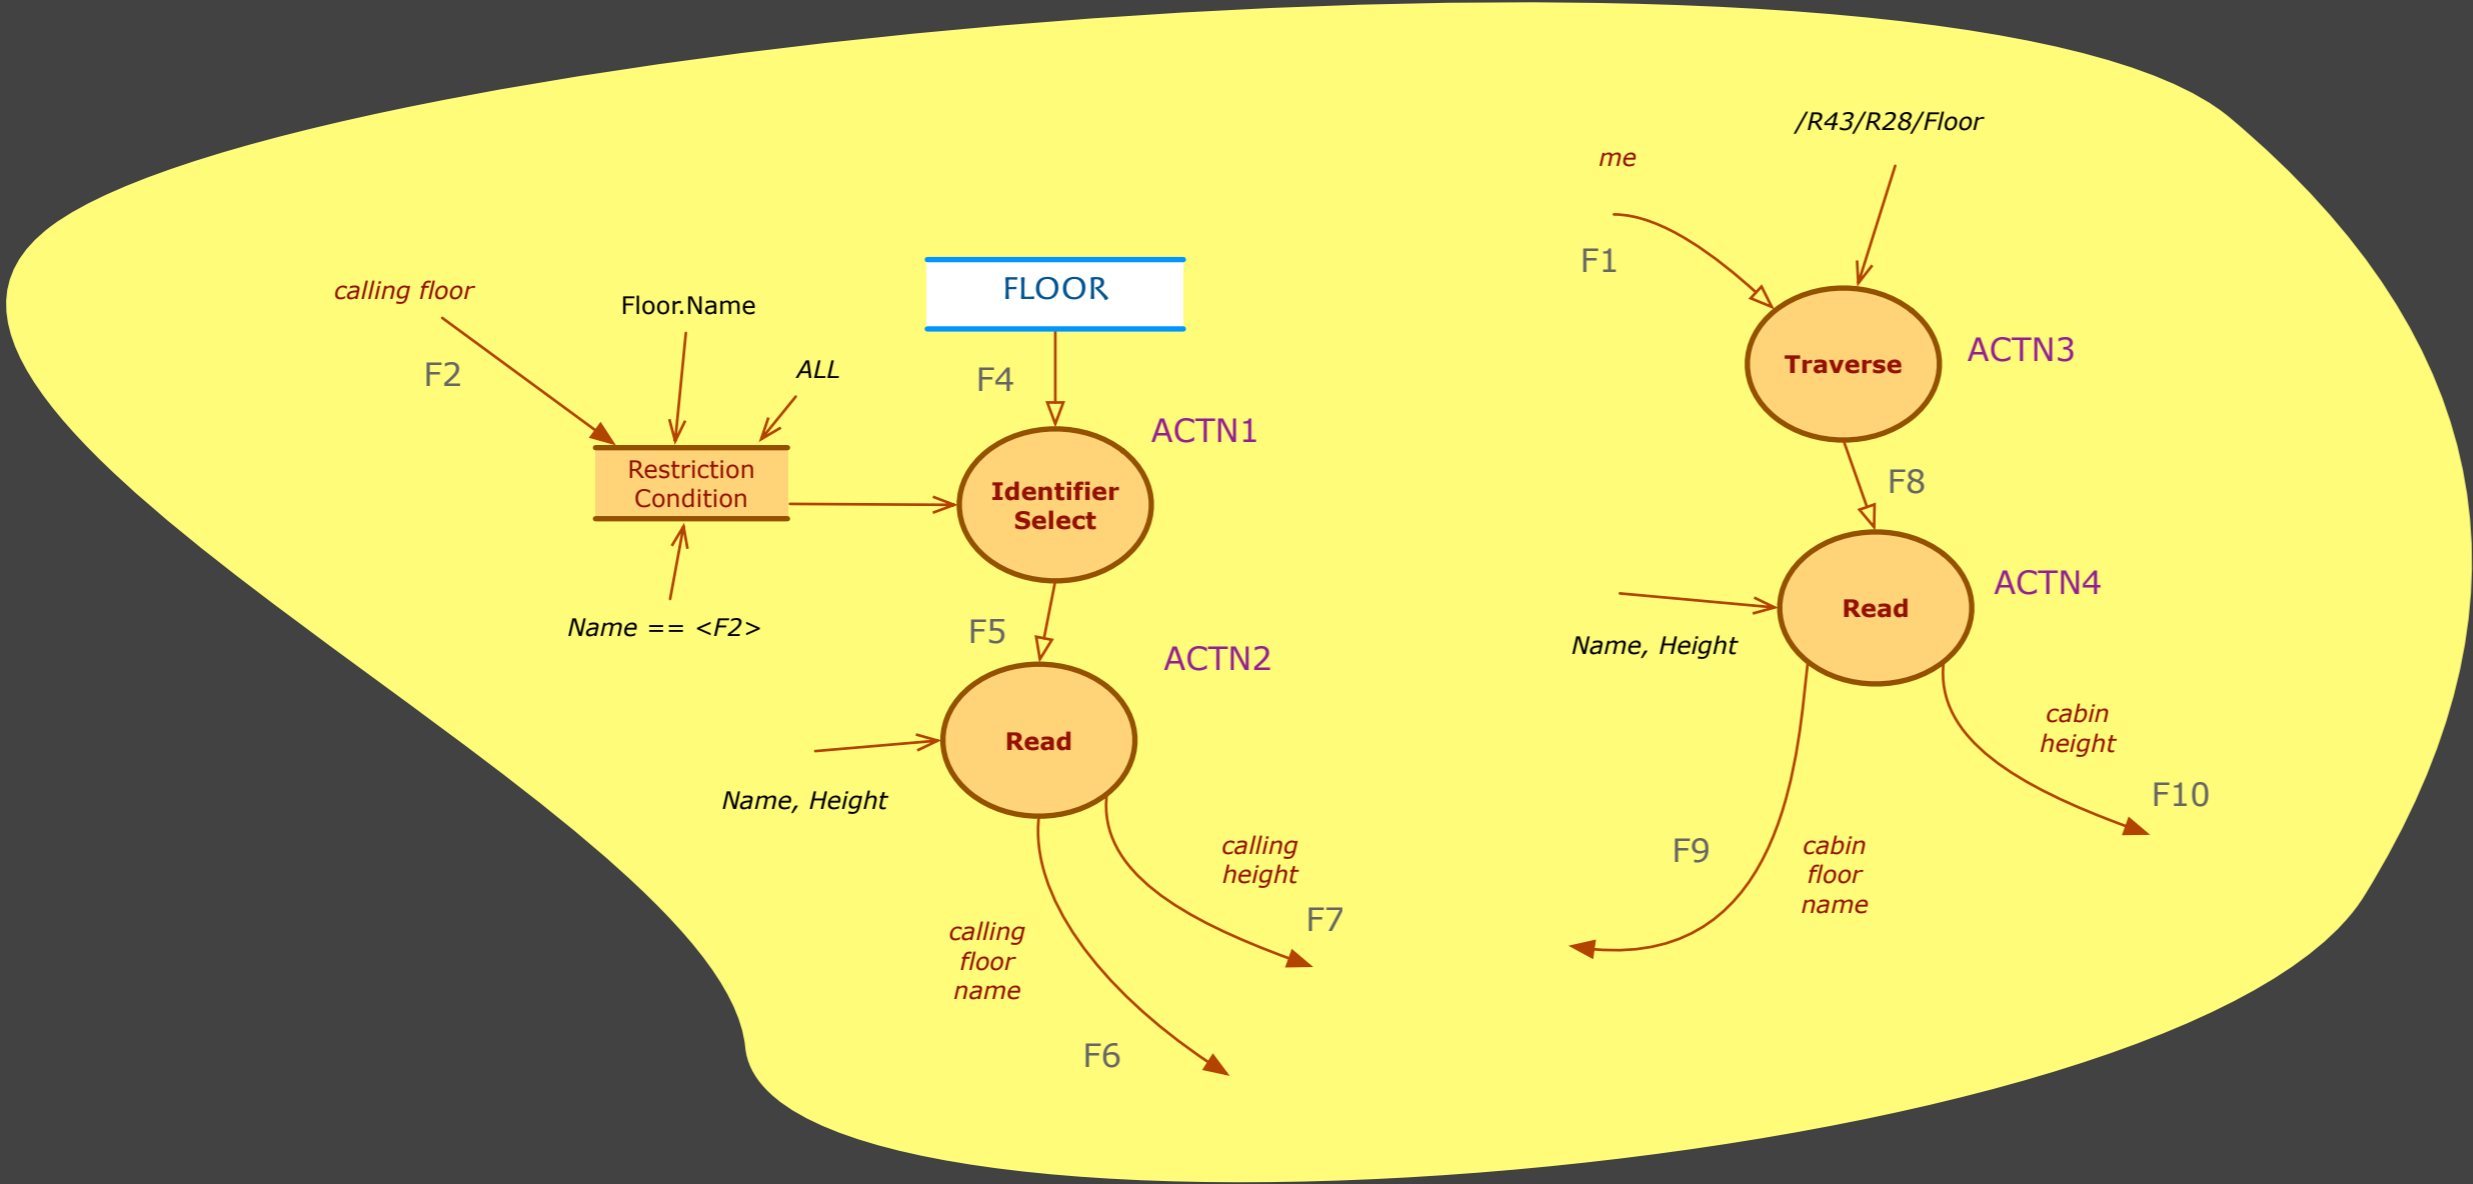 /R43/R28/Floor
me
F1
FLOOR
calling floor
Floor.Name
F2
ALL
F4
ACTN3
Traverse
ACTN1
Restriction
Condition
Identifier
Select
F8
Name == <F2>
F5
ACTN4
Read
Name, Height
ACTN2
Read
Name, Height
cabin
height
F10
calling
height
F9
cabin
floor
name
F7
calling
floor
name
F6